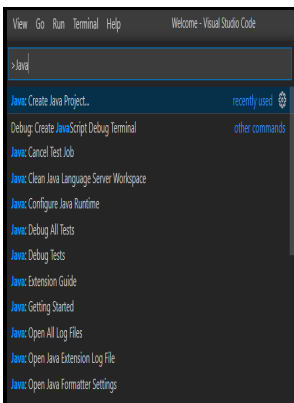 View Go Run Terminal Help Welcome - Visual Studio Code
>Java
Java: Create Java Project... recently used
Debug: Create JavaScript Debug Terminal other commands
Java: Cancel Test Job
Java: Clean Java Language Server Workspace
Java: Configure Java Runtime
Java: Debug All Tests
Java: Debug Tests
Java: Extension Guide
Java: Getting Started
Java: Open All Log Files
Java: Open Java Extension Log File
Java: Open Java Formatter Settings